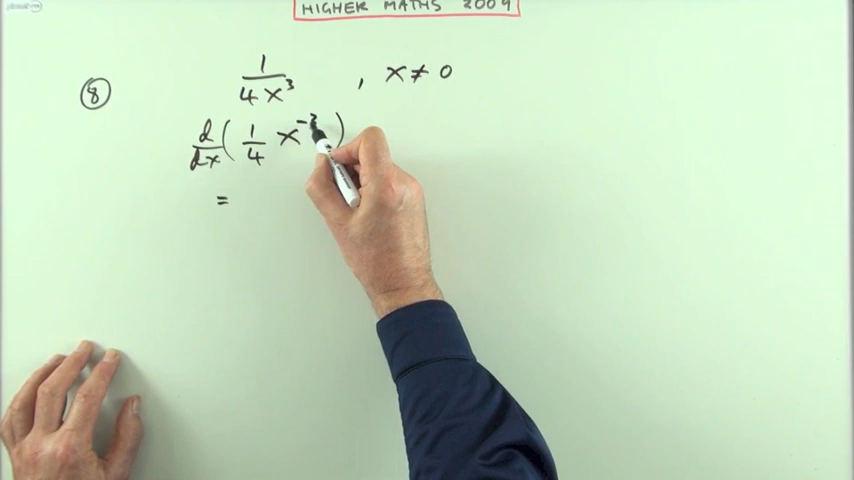 HIGHER MATHS 2009
⑧ 1/4x³ , x ≠ 0
d/dx ( 1/4 x⁻³ )
=